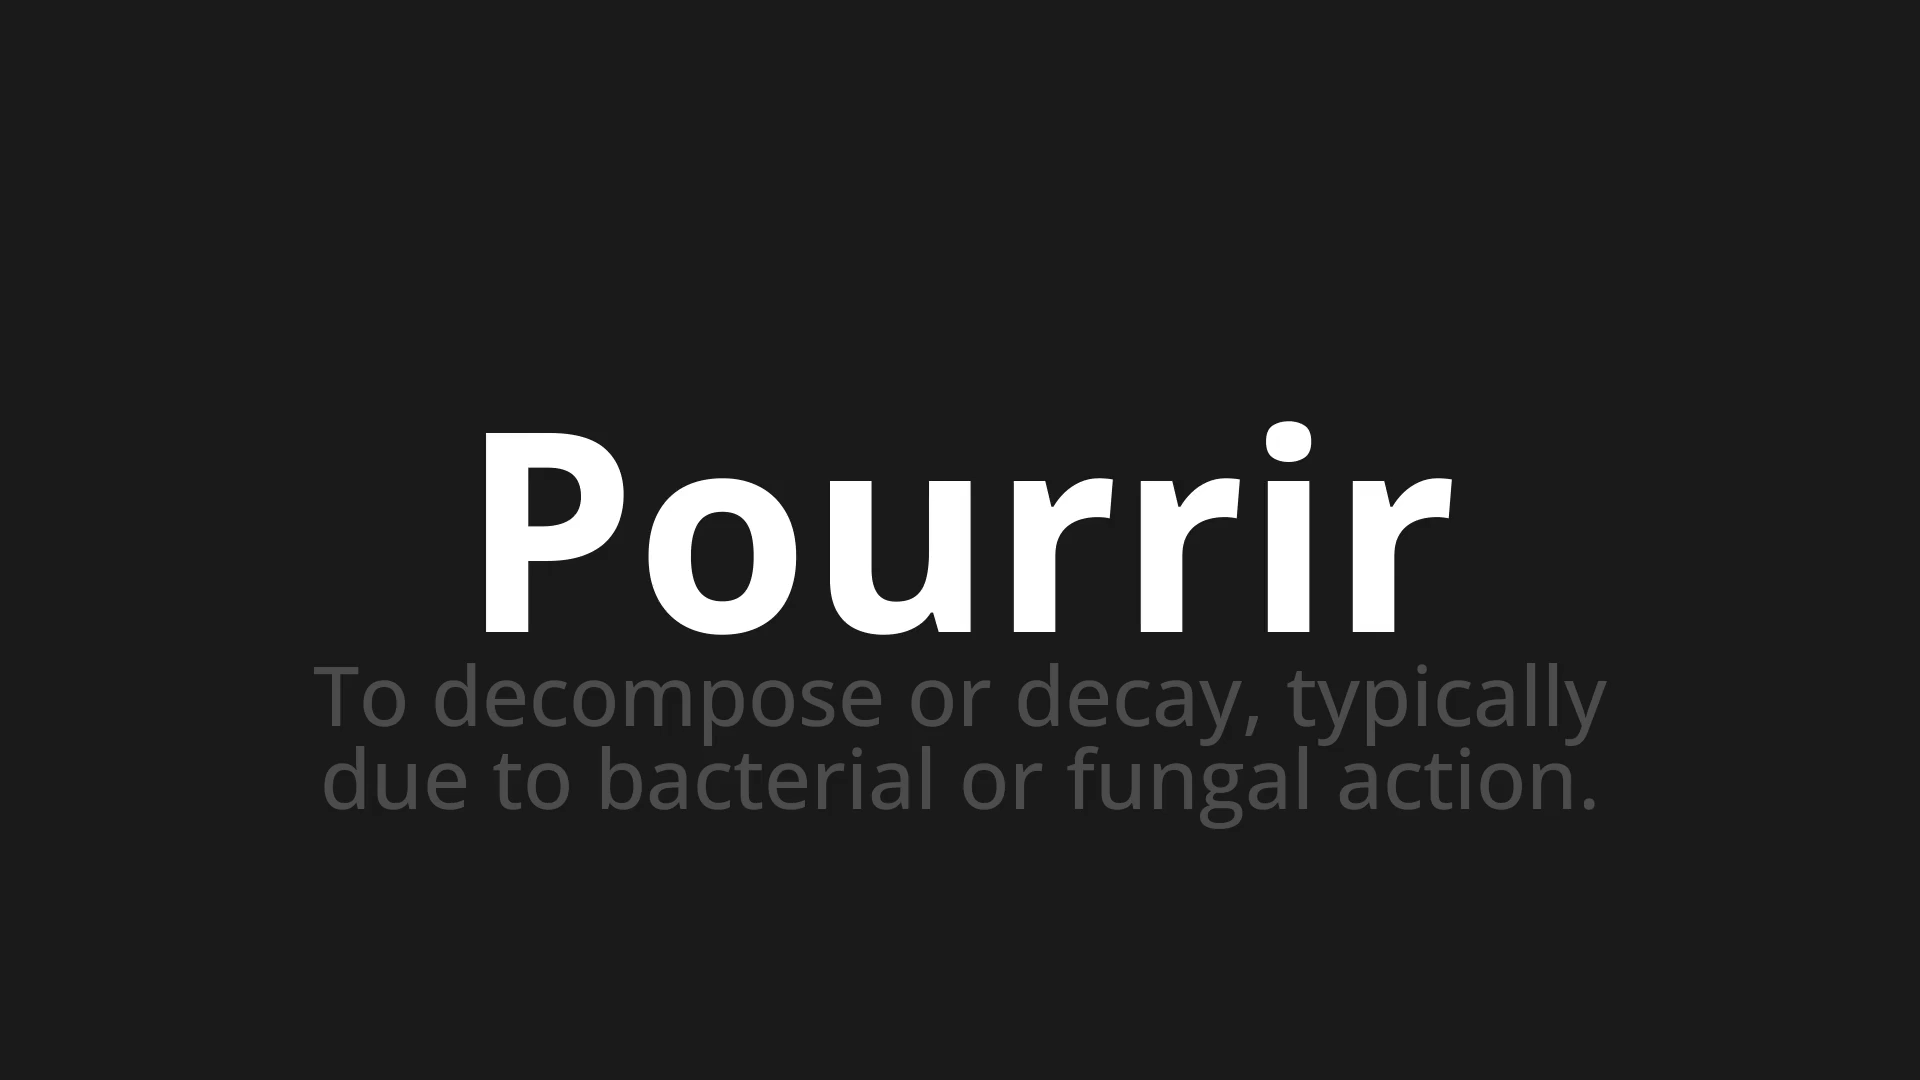 Pourrir
To decompose or decay, typically
due to bacterial or fungal action.